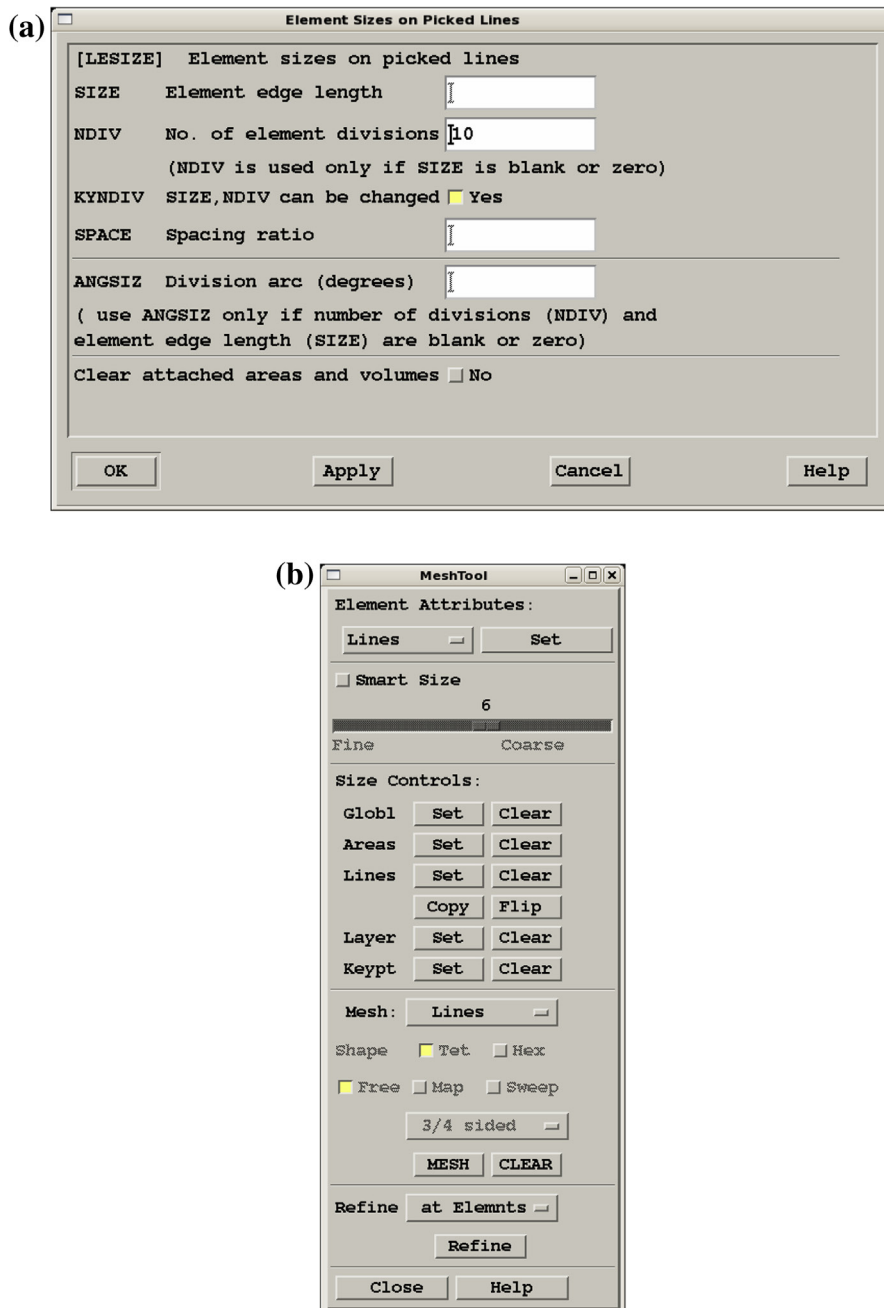 (a)
Element Sizes on Picked Lines
[LESIZE] Element sizes on picked lines
SIZE Element edge length
NDIV No. of element divisions 10
(NDIV is used only if SIZE is blank or zero)
KYNDIV SIZE,NDIV can be changed Yes
SPACE Spacing ratio
ANGSIZ Division arc (degrees)
( use ANGSIZ only if number of divisions (NDIV) and
element edge length (SIZE) are blank or zero)
Clear attached areas and volumes No
OK Apply Cancel Help
(b)
MeshTool
Element Attributes:
Lines Set
Smart Size
6
Fine Coarse
Size Controls:
Globl Set Clear
Areas Set Clear
Lines Set Clear
Copy Flip
Layer Set Clear
Keypt Set Clear
Mesh: Lines
Shape Tet Hex
Free Map Sweep
3/4 sided
MESH CLEAR
Refine at Elemnts
Refine
Close Help